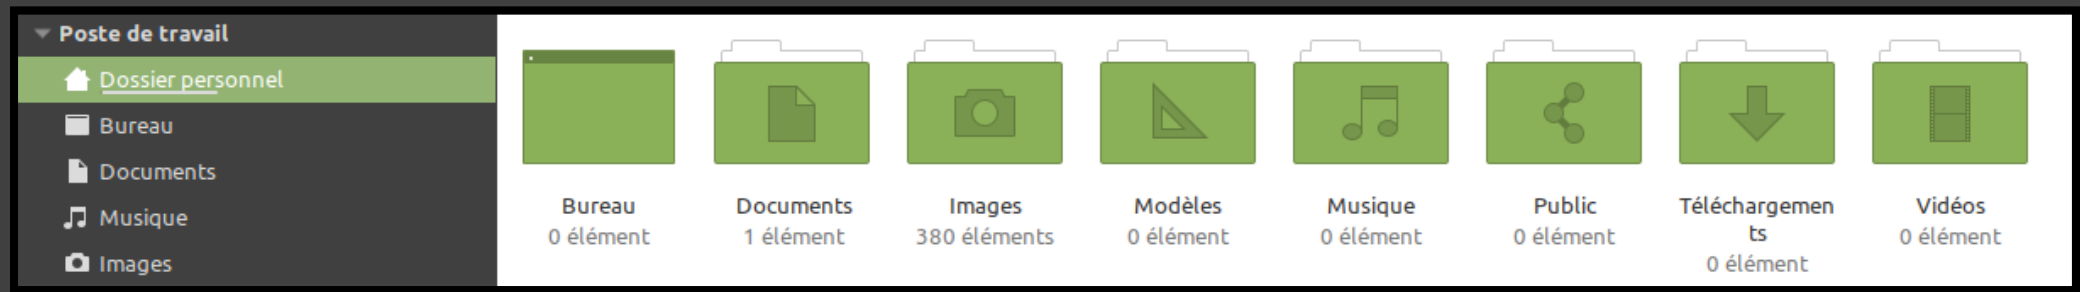 Poste de travail
Dossier personnel
Bureau
Documents
Musique
Images
Bureau
0 élément
Documents
1 élément
Images
380 éléments
Modèles
0 élément
Musique
0 élément
Public
0 élément
Téléchargemen
ts
0 élément
Vidéos
0 élément